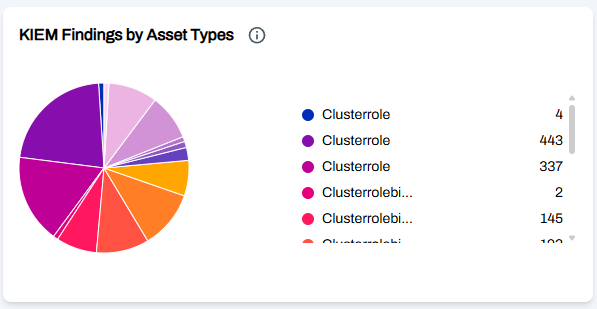 KIEM Findings by Asset Types
Clusterrole 4
Clusterrole 443
Clusterrole 337
Clusterrolebi... 2
Clusterrolebi... 145